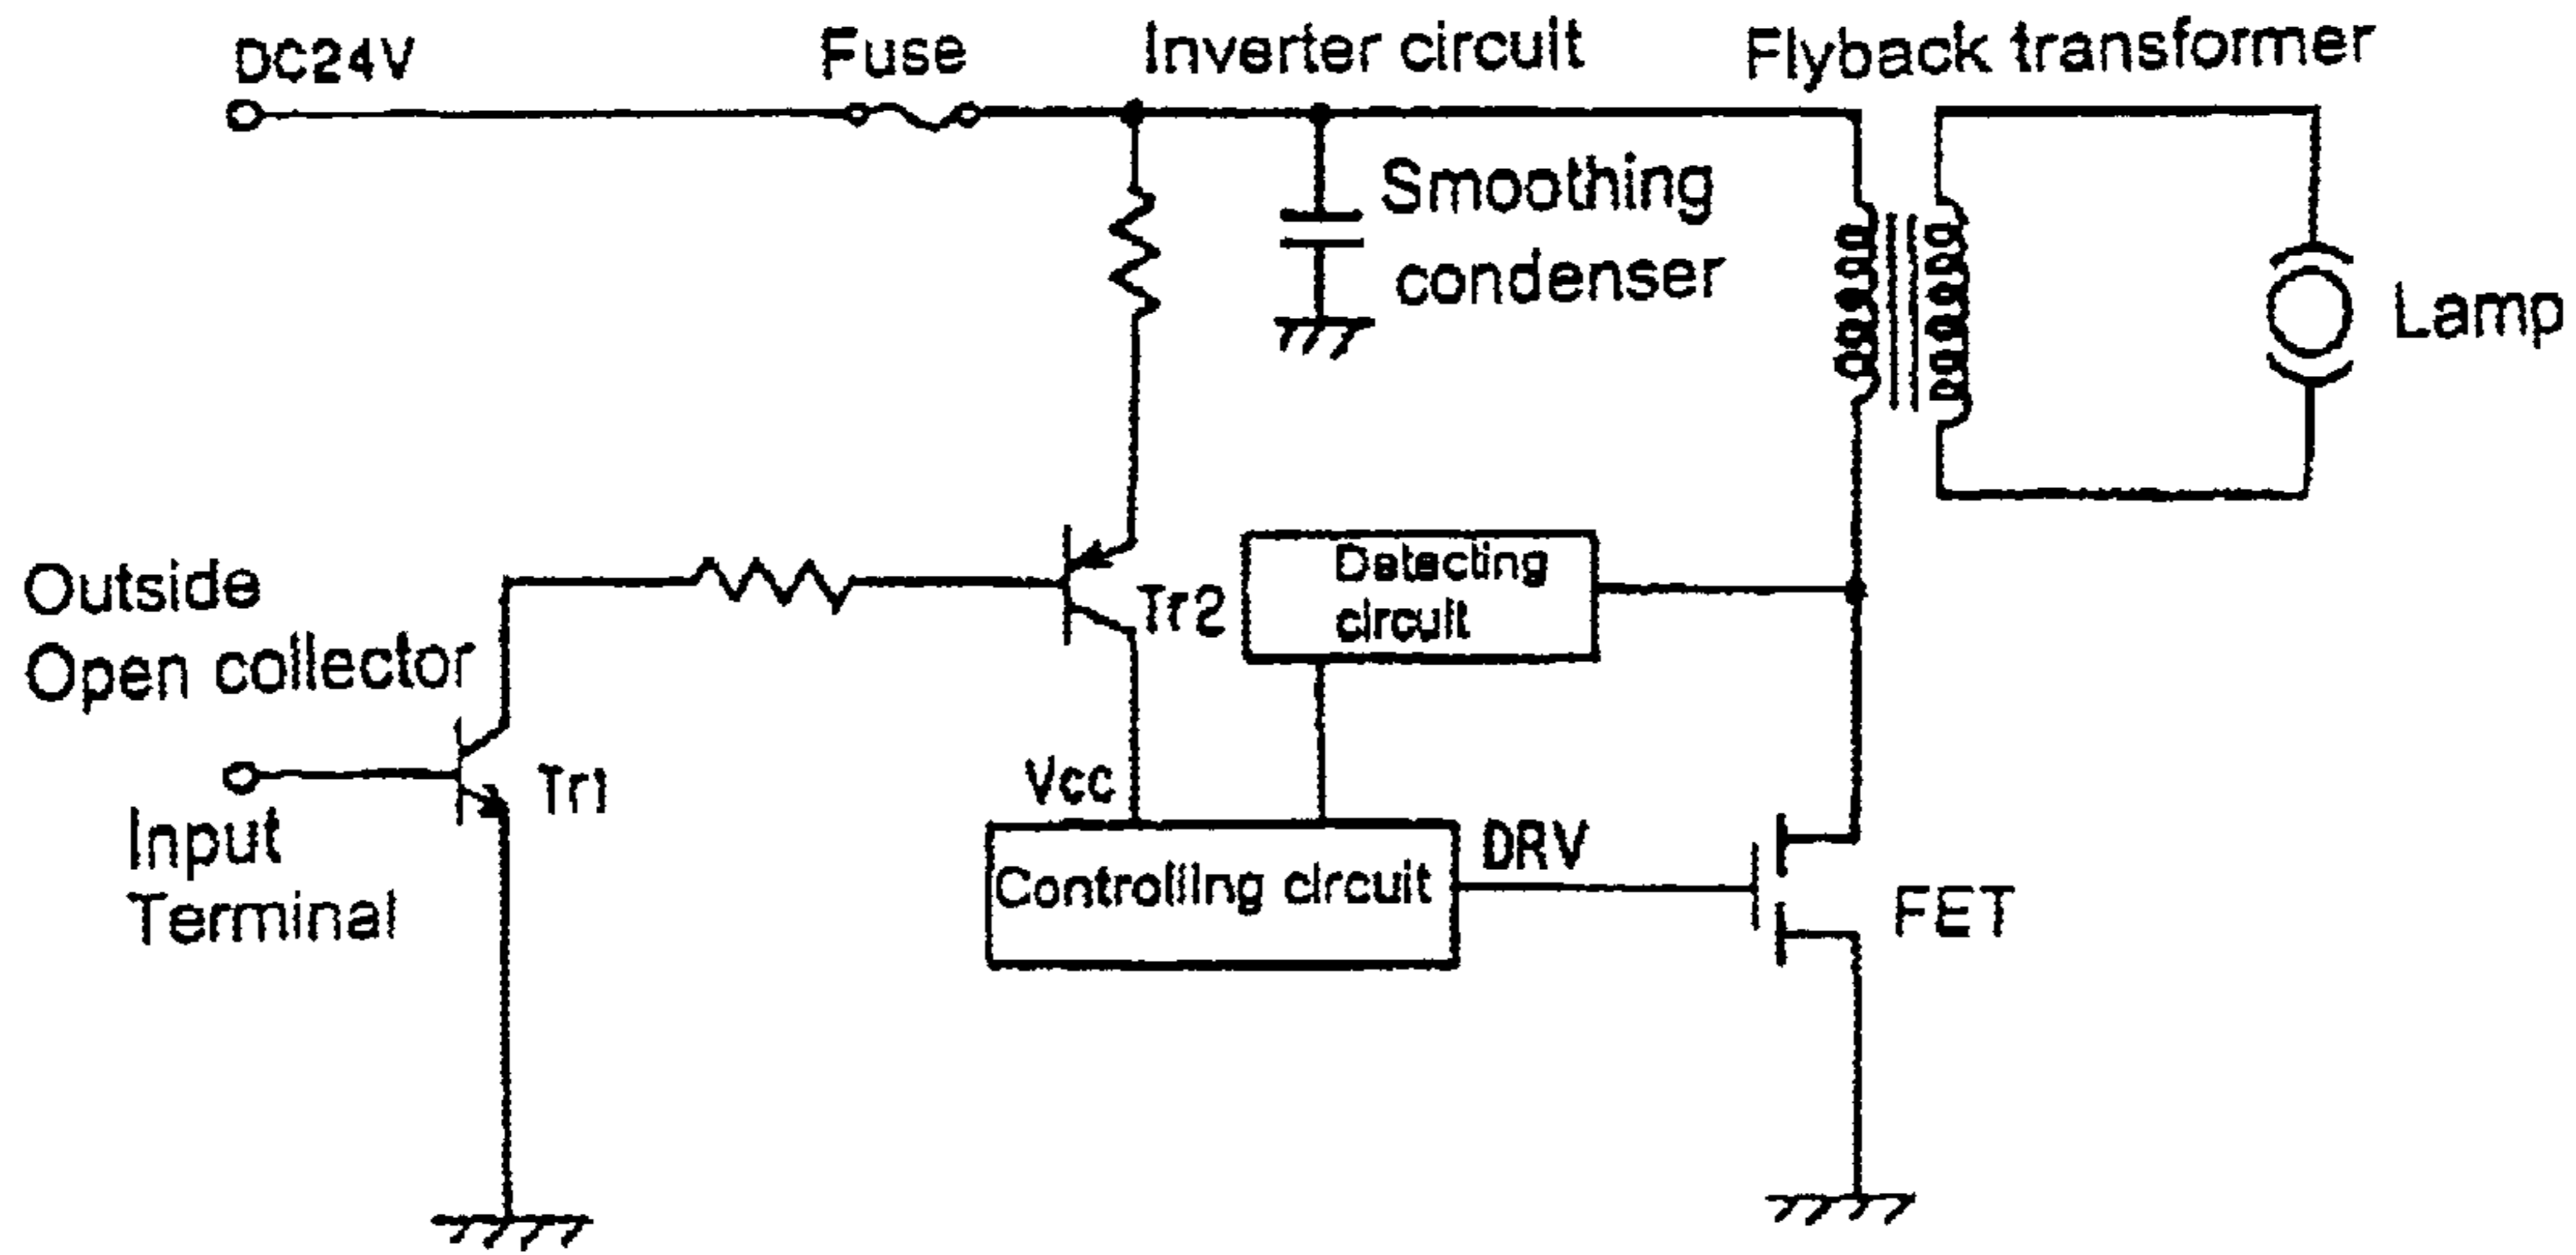 DC24V
Fuse
Inverter circuit
Flyback transformer
Smoothing
condenser
Lamp
Outside
Open collector
Tr2
Detecting
circuit
Input
Terminal
Tr1
Vcc
Controlling circuit
DRV
FET